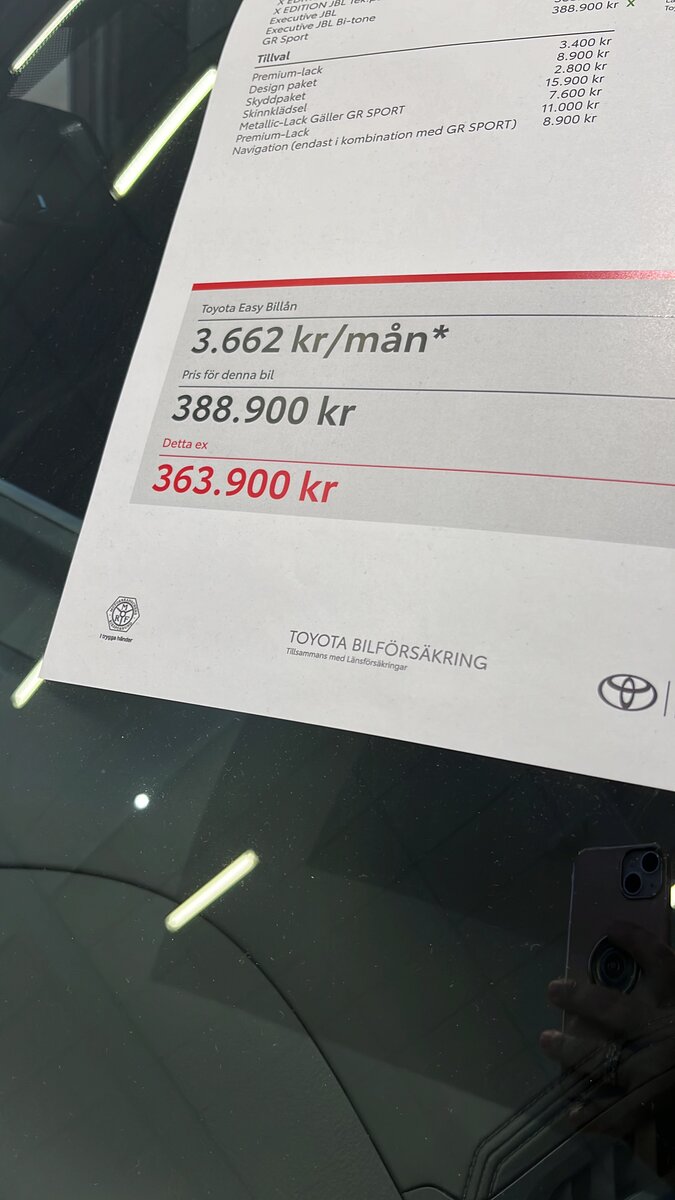 X EDITION JBL
Executive JBL
Executive JBL Bi-tone
388.900 kr X
GR Sport
Tillval
Premium-lack 3.400 kr
Design paket 8.900 kr
Skyddpaket 2.800 kr
Skinnklädsel 15.900 kr
Metallic-Lack Gäller GR SPORT 7.600 kr
Premium-Lack 11.000 kr
Navigation (endast i kombination med GR SPORT) 8.900 kr
Toyota Easy Billån
3.662 kr/mån*
Pris för denna bil
388.900 kr
Detta ex
363.900 kr
M
RYF
I trygga händer
TOYOTA BILFÖRSÄKRING
Tillsammans med Länsförsäkringar